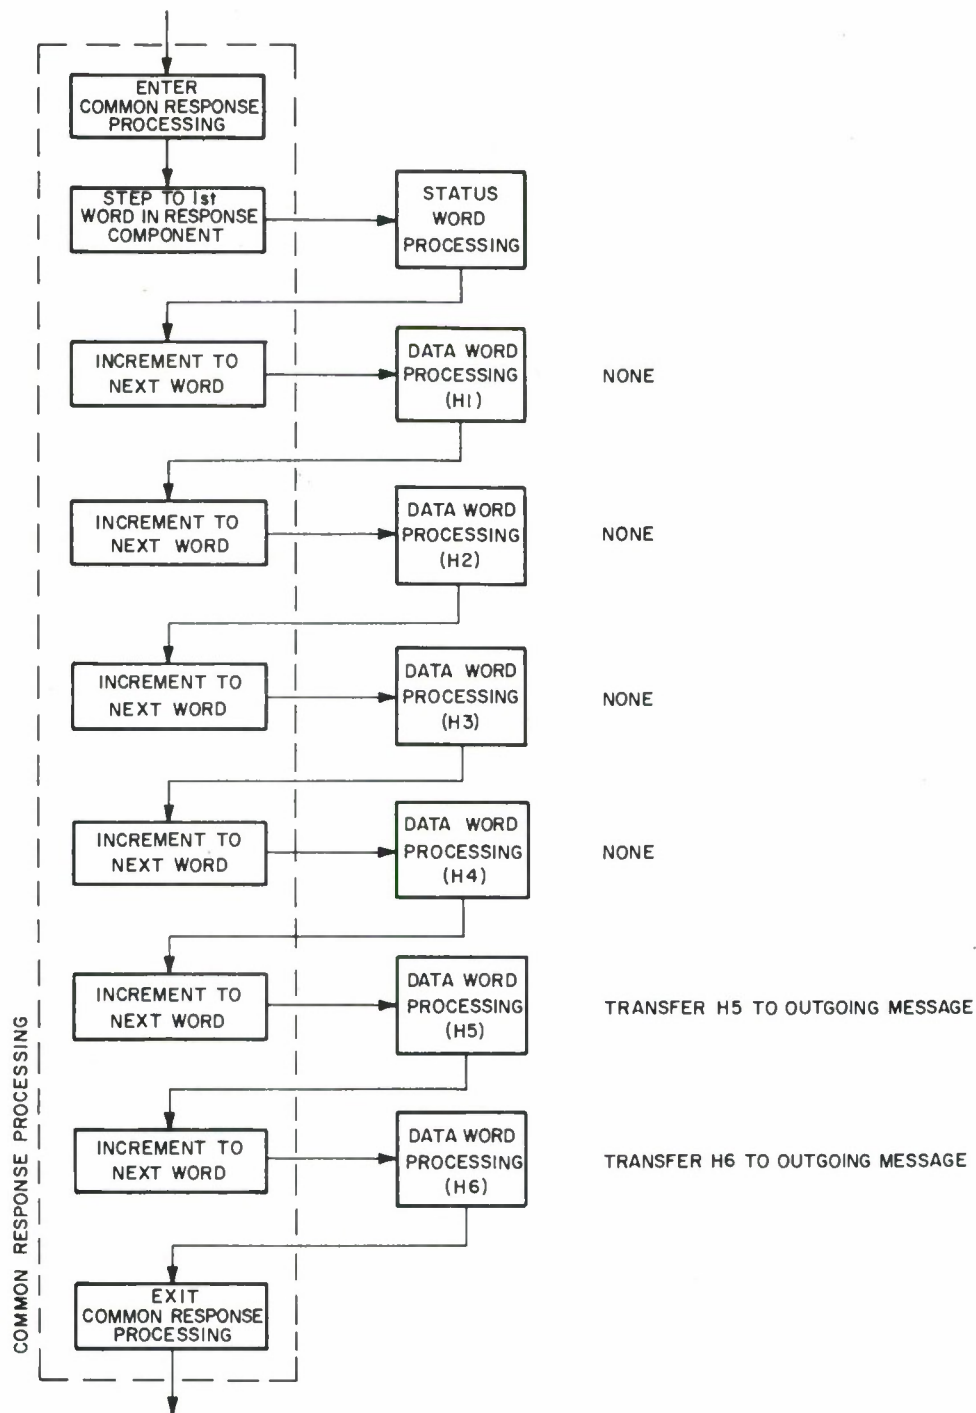 ENTER
COMMON RESPONSE
PROCESSING
STEP TO 1st
WORD IN RESPONSE
COMPONENT
STATUS
WORD
PROCESSING
INCREMENT TO
NEXT WORD
DATA WORD
PROCESSING
(H1)
NONE
INCREMENT TO
NEXT WORD
DATA WORD
PROCESSING
(H2)
NONE
INCREMENT TO
NEXT WORD
DATA WORD
PROCESSING
(H3)
NONE
INCREMENT TO
NEXT WORD
DATA WORD
PROCESSING
(H4)
NONE
INCREMENT TO
NEXT WORD
DATA WORD
PROCESSING
(H5)
TRANSFER H5 TO OUTGOING MESSAGE
INCREMENT TO
NEXT WORD
DATA WORD
PROCESSING
(H6)
TRANSFER H6 TO OUTGOING MESSAGE
EXIT
COMMON RESPONSE
PROCESSING
COMMON RESPONSE PROCESSING